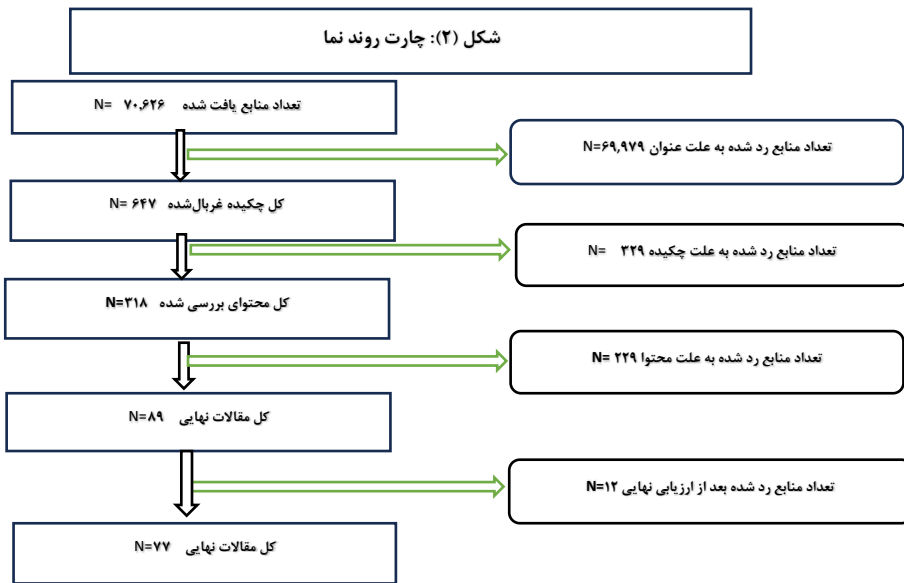 شکل (۲): چارت روند نما
تعداد منابع یافت شده N= ۷۰,۶۲۶
تعداد منابع رد شده به علت عنوان N=۶۹,۹۷۹
کل چکیده غربال‌شده N= ۶۴۷
تعداد منابع رد شده به علت چکیده N= ۳۲۹
کل محتوای بررسی شده N=۳۱۸
تعداد منابع رد شده به علت محتوا N= ۲۲۹
کل مقالات نهایی N=۸۹
تعداد منابع رد شده بعد از ارزیابی نهایی N=۱۲
کل مقالات نهایی N=۷۷